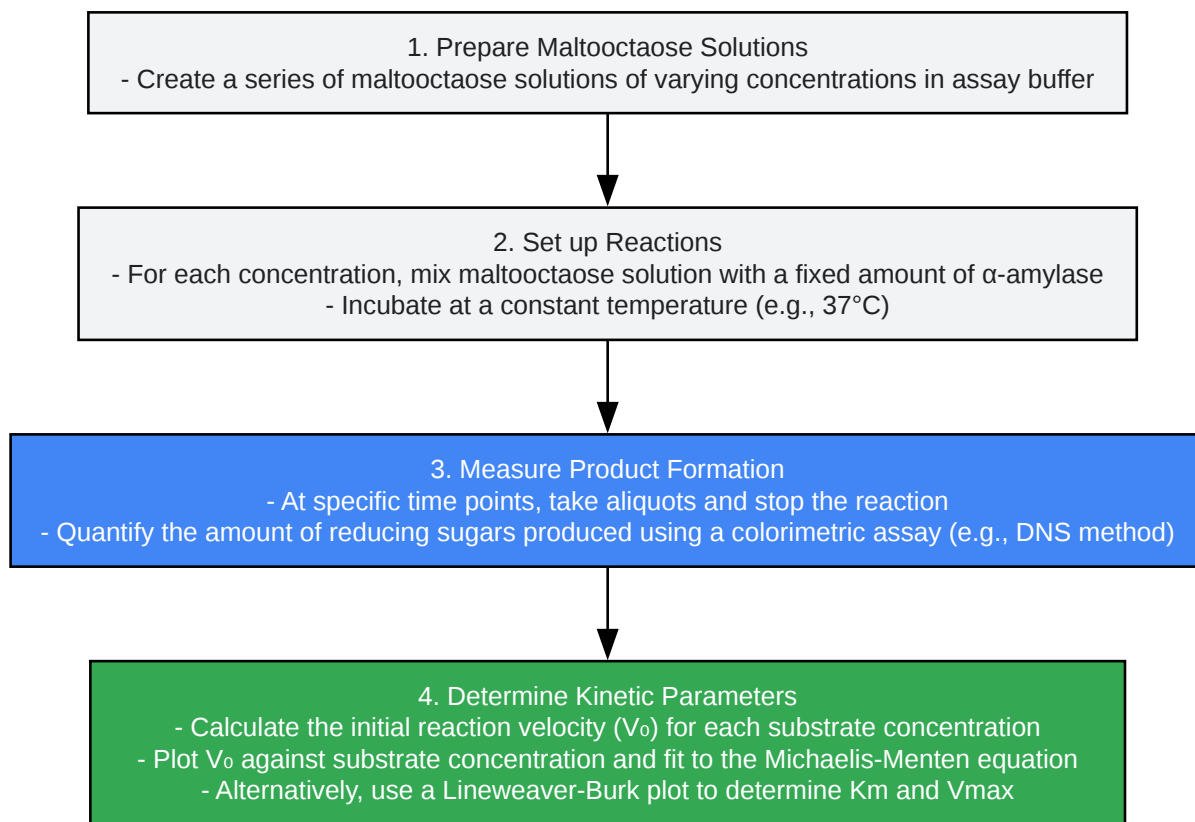 1. Prepare Maltooctaose Solutions
- Create a series of maltooctaose solutions of varying concentrations in assay buffer
2. Set up Reactions
- For each concentration, mix maltooctaose solution with a fixed amount of α-amylase
- Incubate at a constant temperature (e.g., 37°C)
3. Measure Product Formation
- At specific time points, take aliquots and stop the reaction
- Quantify the amount of reducing sugars produced using a colorimetric assay (e.g., DNS method)
4. Determine Kinetic Parameters
- Calculate the initial reaction velocity (V₀) for each substrate concentration
- Plot V₀ against substrate concentration and fit to the Michaelis-Menten equation
- Alternatively, use a Lineweaver-Burk plot to determine Km and Vmax